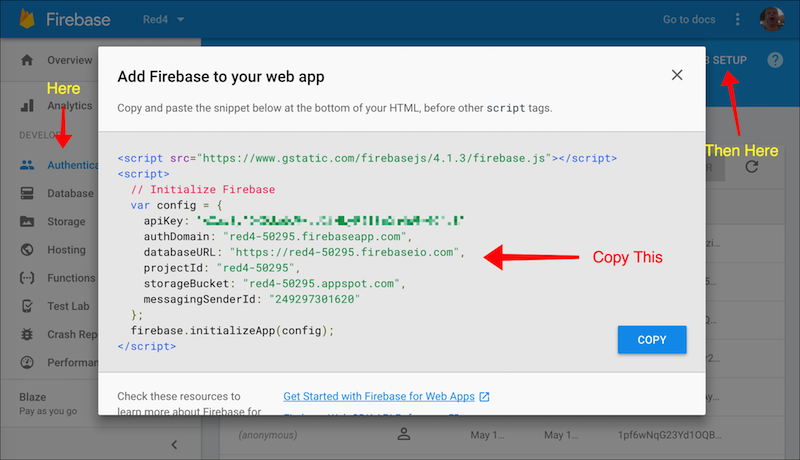 Firebase
Red4
Go to docs
Overview
SETUP
Here
Analytics
DEVELO
Authentica
Database
Storage
Hosting
Functions
Test Lab
Crash Rep
Performan
Blaze
Pay as you go
Then Here
Add Firebase to your web app
Copy and paste the snippet below at the bottom of your HTML, before other script tags.
<script src="https://www.gstatic.com/firebasejs/4.1.3/firebase.js"></script>
<script>
// Initialize Firebase
var config = {
apiKey:
authDomain: "red4-50295.firebaseapp.com",
databaseURL: "https://red4-50295.firebaseio.com",
projectId: "red4-50295",
storageBucket: "red4-50295.appspot.com",
messagingSenderId: "249297301620"
};
firebase.initializeApp(config);
</script>
Copy This
COPY
Check these resources to
learn more about Firebase for
Get Started with Firebase for Web Apps
(anonymous) May 1... May 1... 1pf6wNqG23Yd1OQB...